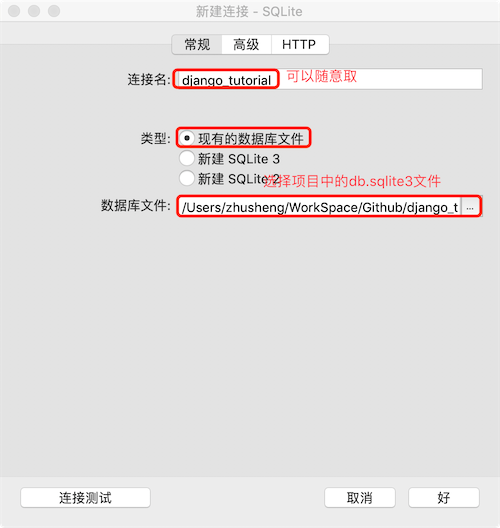 新建连接 - SQLite
常规 高级 HTTP
连接名: django_tutorial 可以随意取
类型: 现有的数据库文件
新建 SQLite 3
新建 SQLite 2
选择项目中的db.sqlite3文件
数据库文件: /Users/zhusheng/WorkSpace/Github/django_t ...
连接测试 取消 好